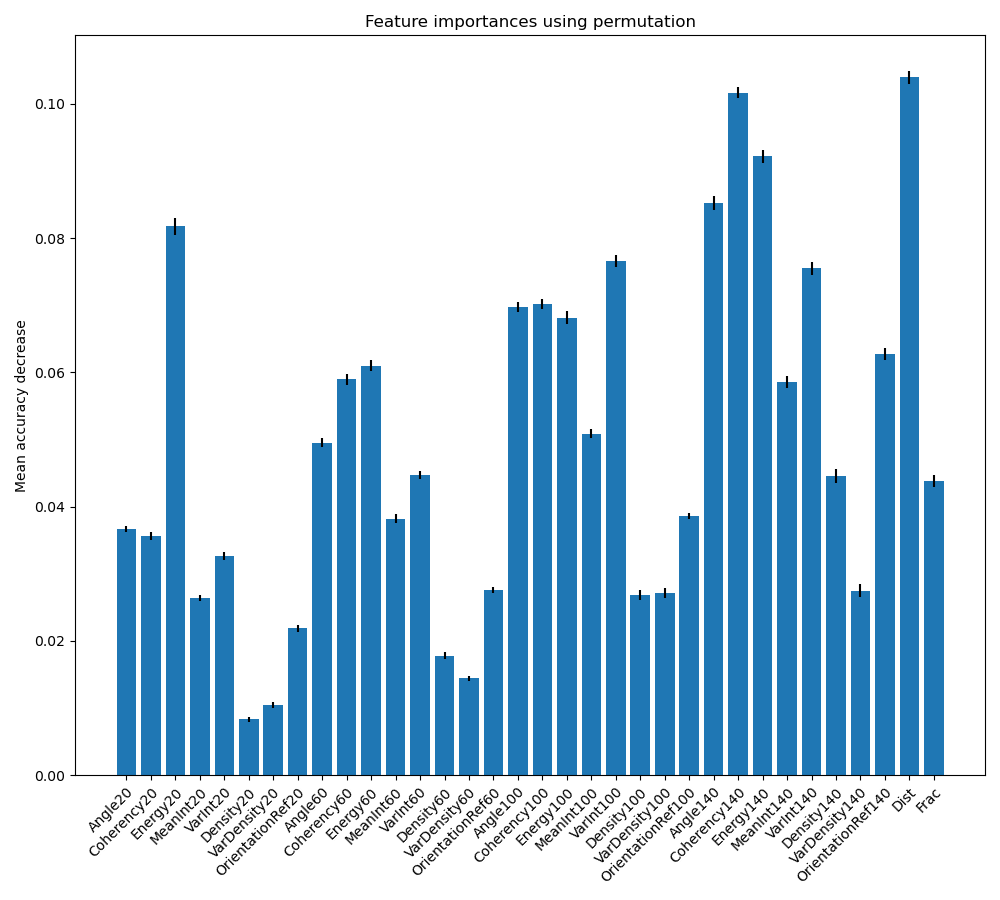 Feature importances using permutation
Mean accuracy decrease
0.10
0.08
0.06
0.04
0.02
0.00
Angle20
Coherency20
Energy20
MeanInt20
VarInt20
Density20
VarDensity20
OrientationRef20
Angle60
Coherency60
Energy60
MeanInt60
VarInt60
Density60
VarDensity60
OrientationRef60
Angle100
Coherency100
Energy100
MeanInt100
VarInt100
Density100
VarDensity100
OrientationRef100
Angle140
Coherency140
Energy140
MeanInt140
VarInt140
Density140
VarDensity140
OrientationRef140
Dist
Frac